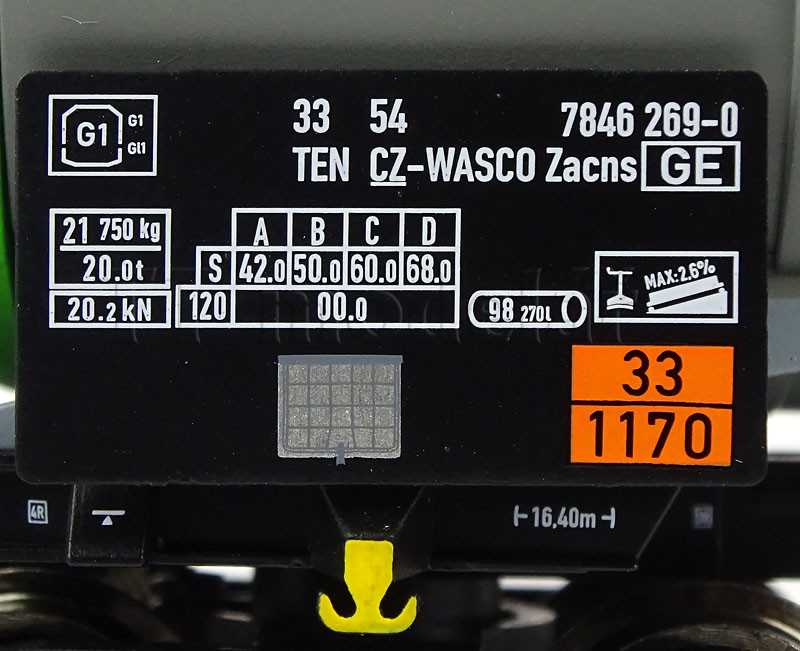 G1 G1
GI1
33 54 7846 269-0
TEN CZ-WASCO Zacns GE
21 750 kg
20.0t
20.2 kN
A B C D
S 42.0 50.0 60.0 68.0
120 00.0
98 270l
MAX:2.6%
33
1170
4R
16,40m